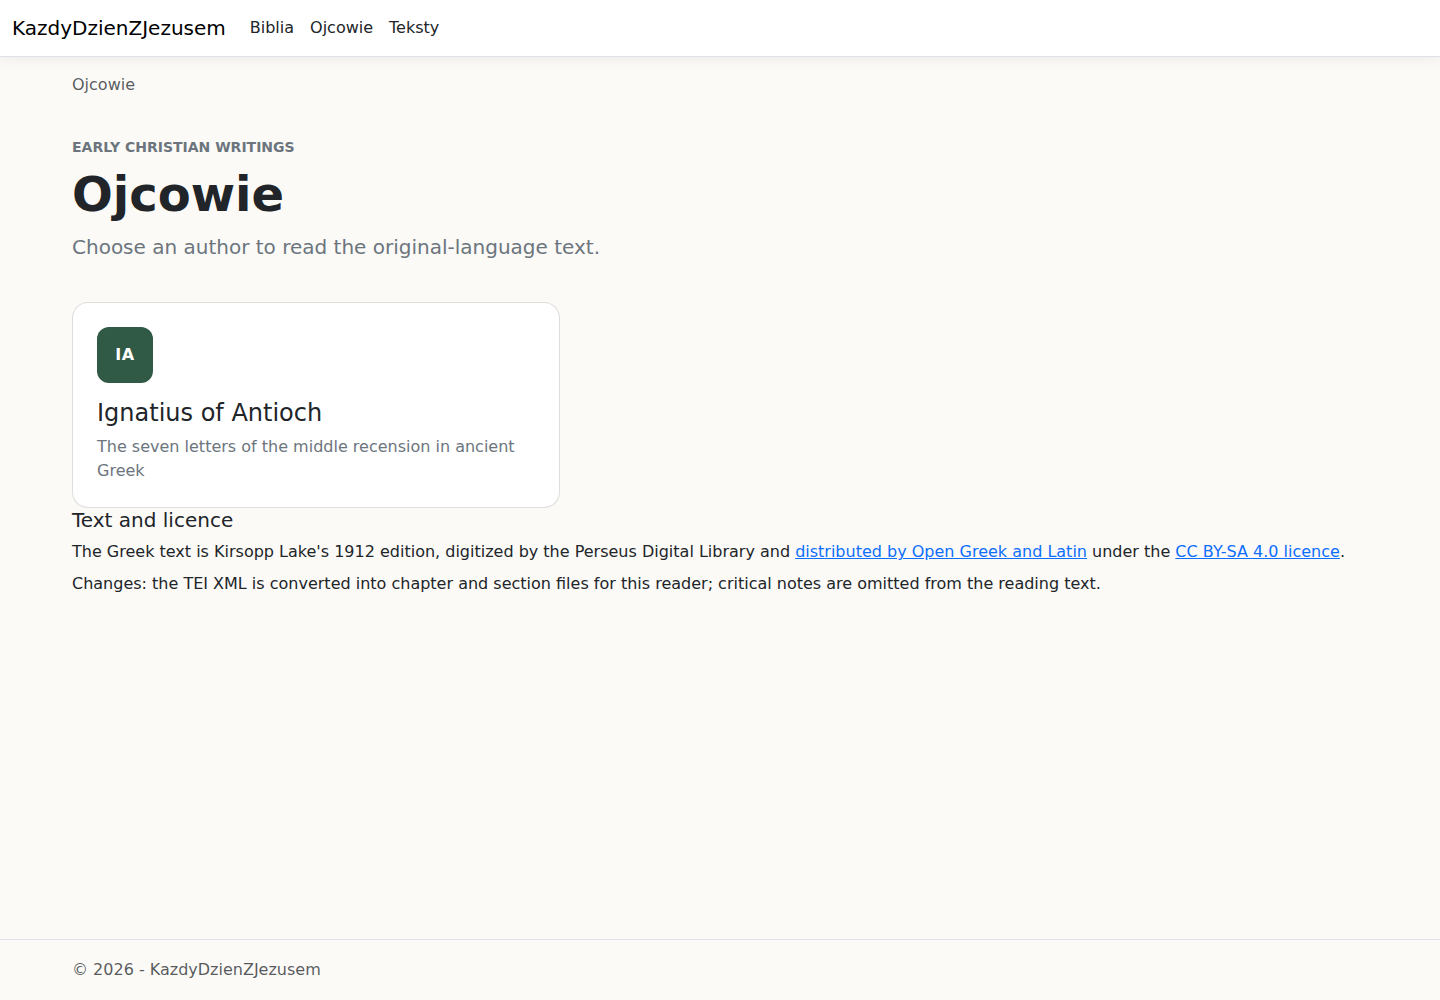 KazdyDzienZJezusem Biblia Ojcowie Teksty
Ojcowie
EARLY CHRISTIAN WRITINGS
Ojcowie
Choose an author to read the original-language text.
IA
Ignatius of Antioch
The seven letters of the middle recension in ancient
Greek
Text and licence
The Greek text is Kirsopp Lake's 1912 edition, digitized by the Perseus Digital Library and distributed by Open Greek and Latin under the CC BY-SA 4.0 licence.
Changes: the TEI XML is converted into chapter and section files for this reader; critical notes are omitted from the reading text.
© 2026 - KazdyDzienZJezusem